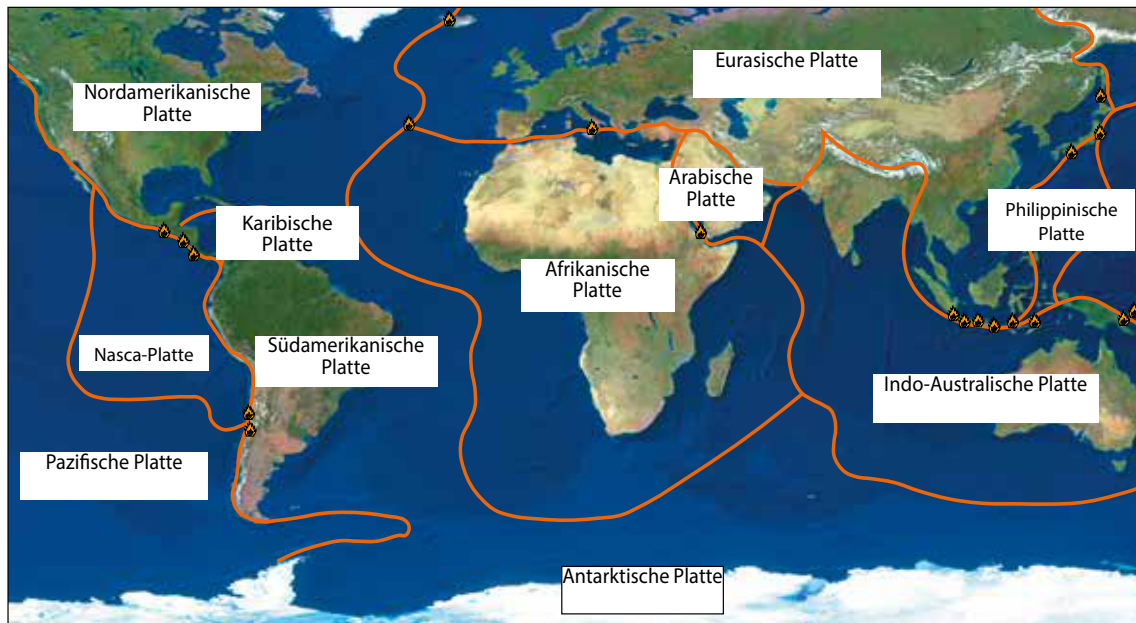 Eurasische Platte
Nordamerikanische
Platte
Arabische
Platte
Karibische
Platte
Philippinische
Platte
Afrikanische
Platte
Nasca-Platte
Südamerikanische
Platte
Indo-Australische Platte
Pazifische Platte
Antarktische Platte